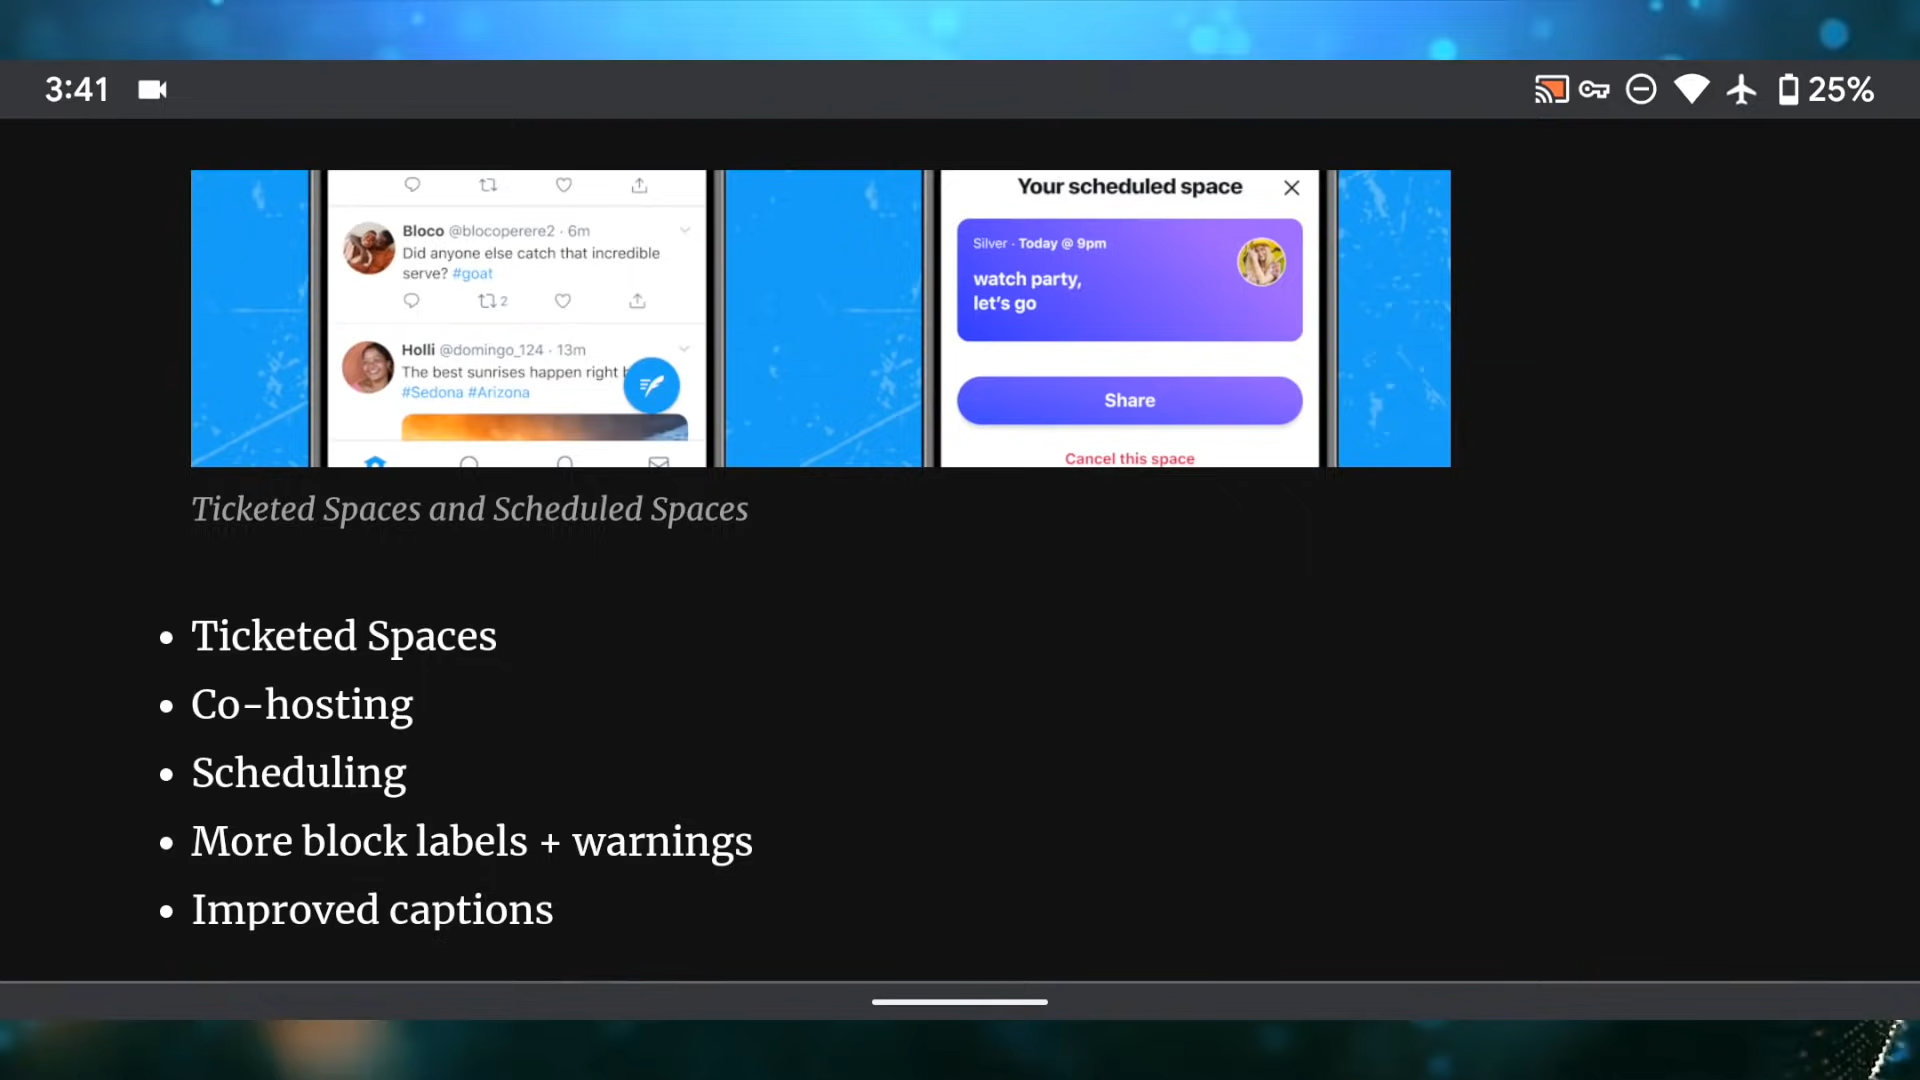 3:41
25%
Bloco @blocoperere2 · 6m
Did anyone else catch that incredible
serve? #goat
2
Holli @domingo_124 · 13m
The best sunrises happen right
#Sedona #Arizona
Your scheduled space
Silver · Today @ 9pm
watch party,
let's go
Share
Cancel this space
Ticketed Spaces and Scheduled Spaces
• Ticketed Spaces
• Co-hosting
• Scheduling
• More block labels + warnings
• Improved captions